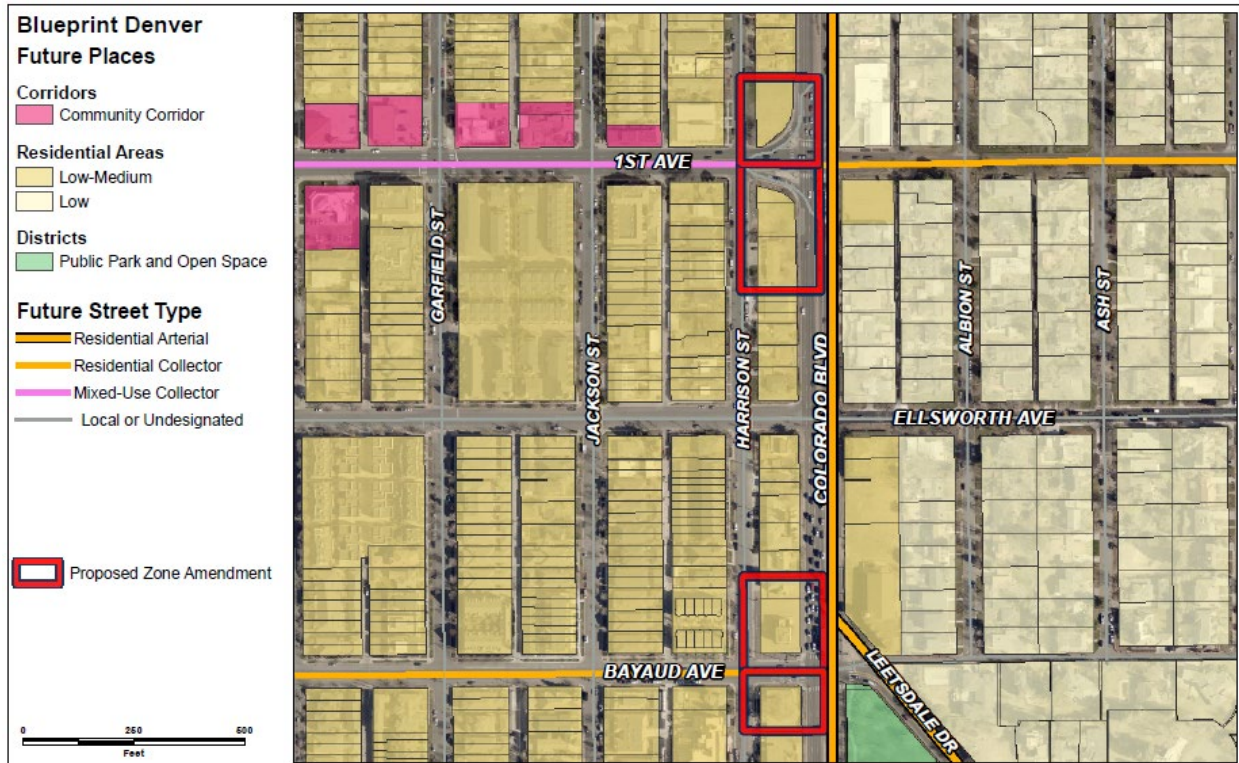 Blueprint Denver
Future Places
Corridors
Community Corridor
Residential Areas
Low-Medium
Low
Districts
Public Park and Open Space
Future Street Type
Residential Arterial
Residential Collector
Mixed-Use Collector
Local or Undesignated
Proposed Zone Amendment
0 250 500
Feet
1ST AVE
GARFIELD ST
JACKSON ST
HARRISON ST
COLORADO BLVD
ALBION ST
ASH ST
ELLSWORTH AVE
BAYAUD AVE
LEETSDALE DR